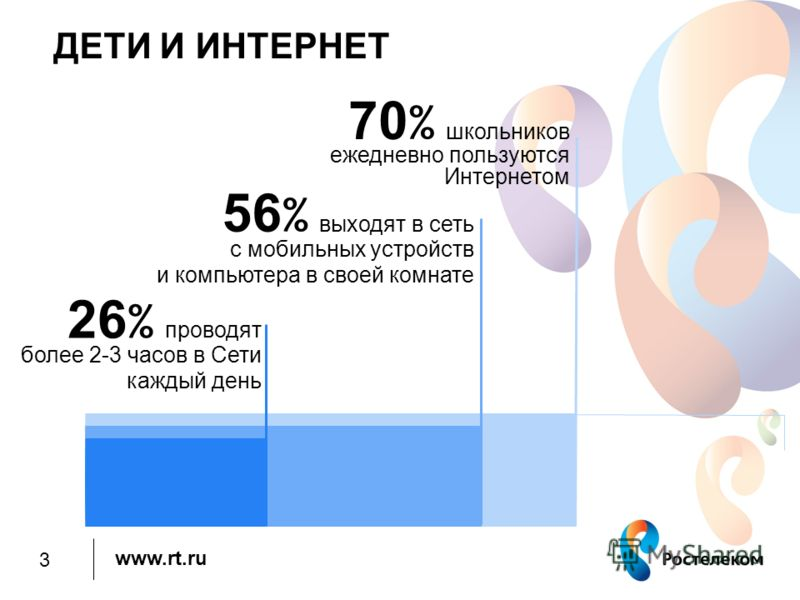 ДЕТИ И ИНТЕРНЕТ
70% школьников
ежедневно пользуются
Интернетом
56% выходят в сеть
с мобильных устройств
и компьютера в своей комнате
26% проводят
более 2-3 часов в Сети
каждый день
3
www.rt.ru
Ростелеком
MyShared